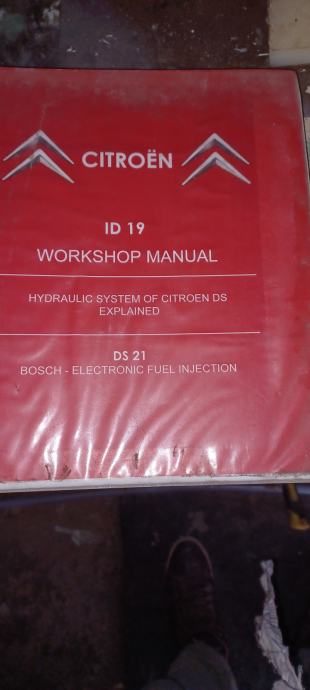 CITROËN
ID 19
WORKSHOP MANUAL
HYDRAULIC SYSTEM OF CITROEN DS
EXPLAINED
DS 21
BOSCH - ELECTRONIC FUEL INJECTION